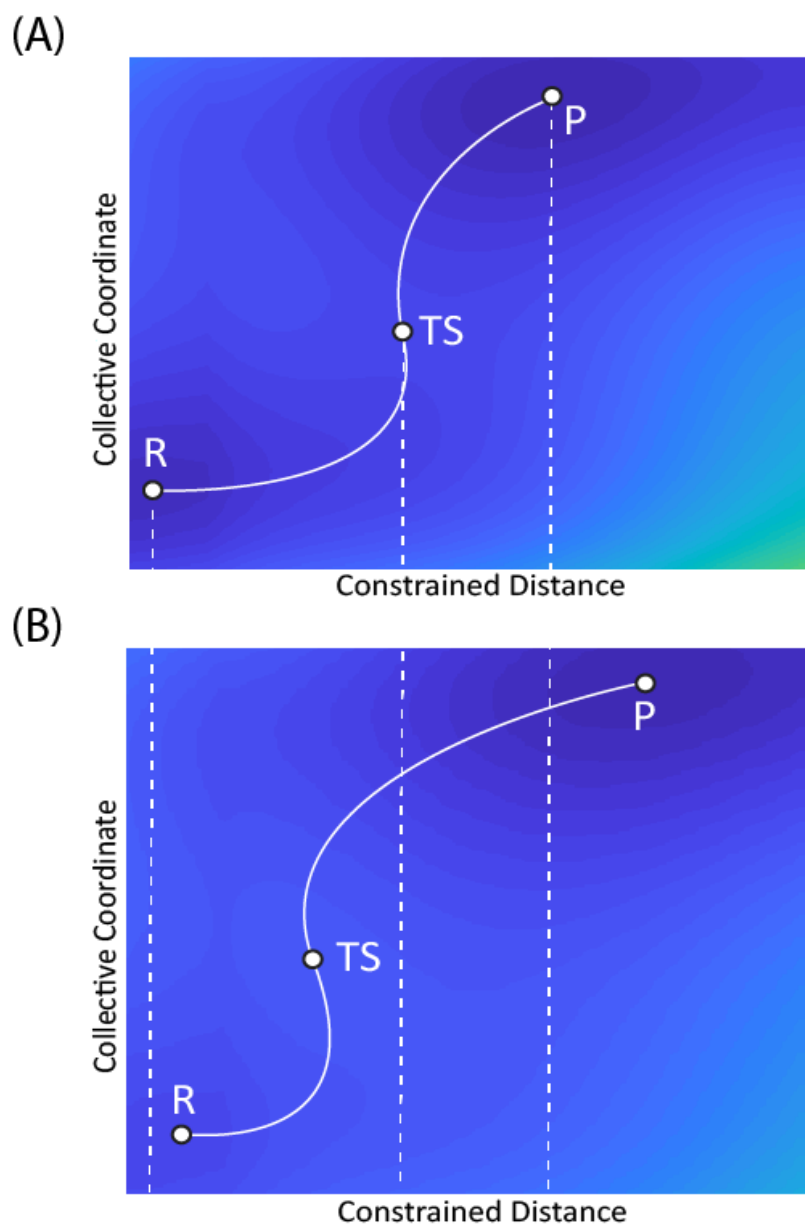 (A)
P
TS
R
Collective Coordinate
Constrained Distance
(B)
P
TS
R
Collective Coordinate
Constrained Distance